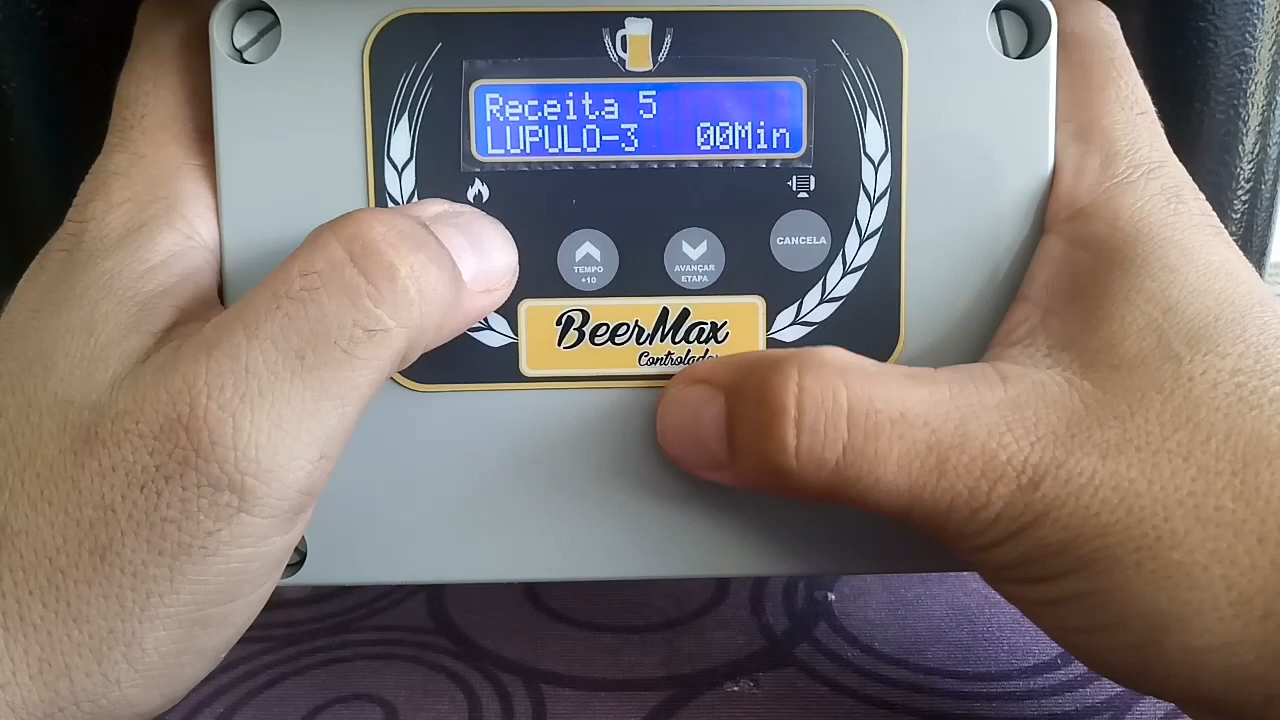 Receita 5
LUPULO-3 00Min
TEMPO
+10
AVANÇAR
ETAPA
CANCELA
BeerMax